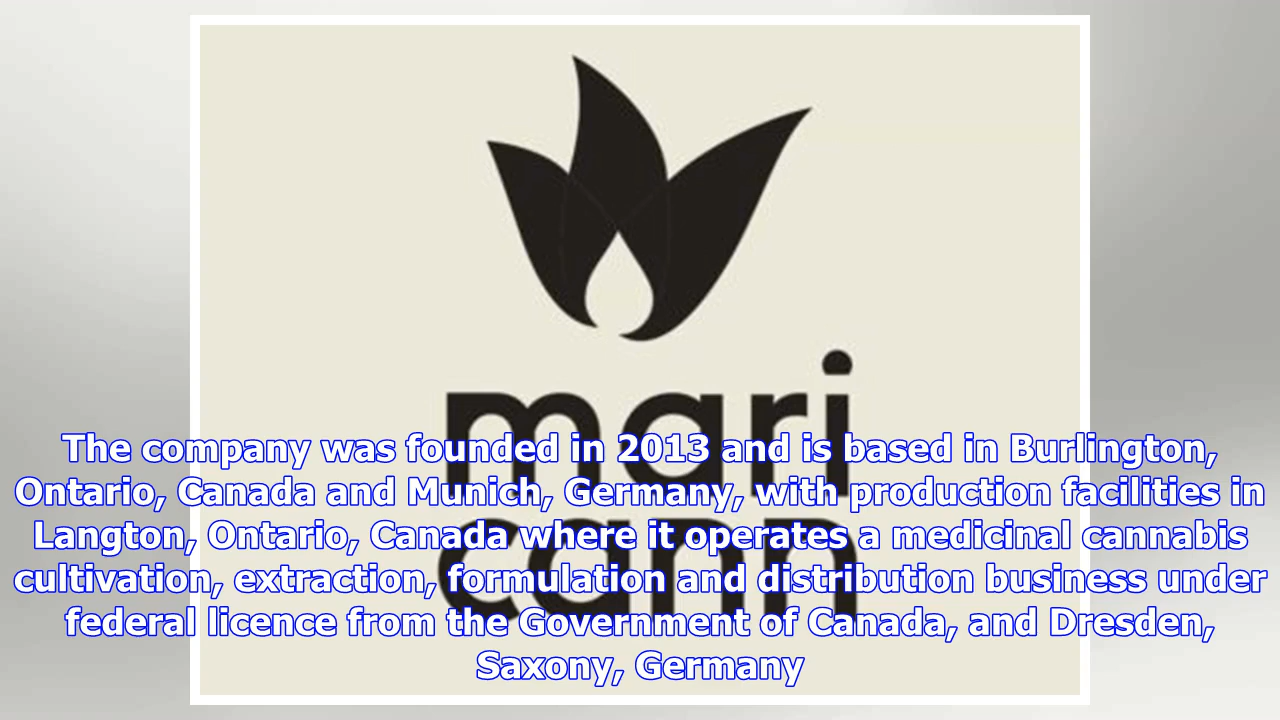 mari
cann
The company was founded in 2013 and is based in Burlington,
Ontario, Canada and Munich, Germany, with production facilities in
Langton, Ontario, Canada where it operates a medicinal cannabis
cultivation, extraction, formulation and distribution business under
federal licence from the Government of Canada, and Dresden,
Saxony, Germany